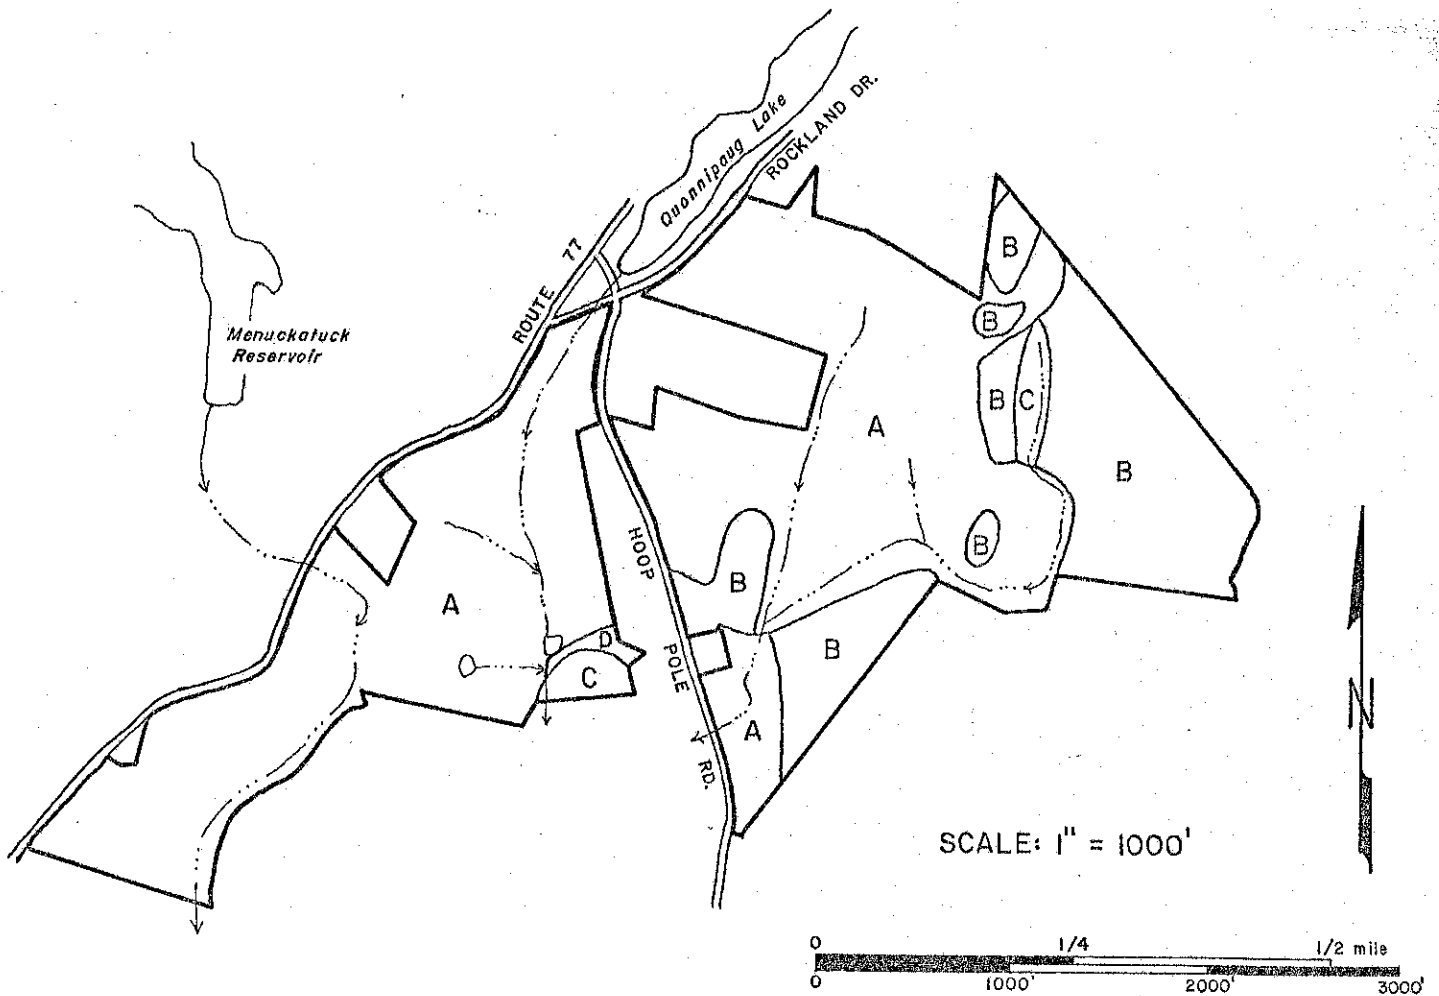 Quonnipaug Lake
ROCKLAND DR.
ROUTE 77
Menuckatuck
Reservoir
B
B
B
C
A
B
B
HOOP
POLE
RD.
A
B
B
D
C
A
N
SCALE: 1" = 1000'
0
1/4
1/2 mile
0
1000'
2000'
3000'